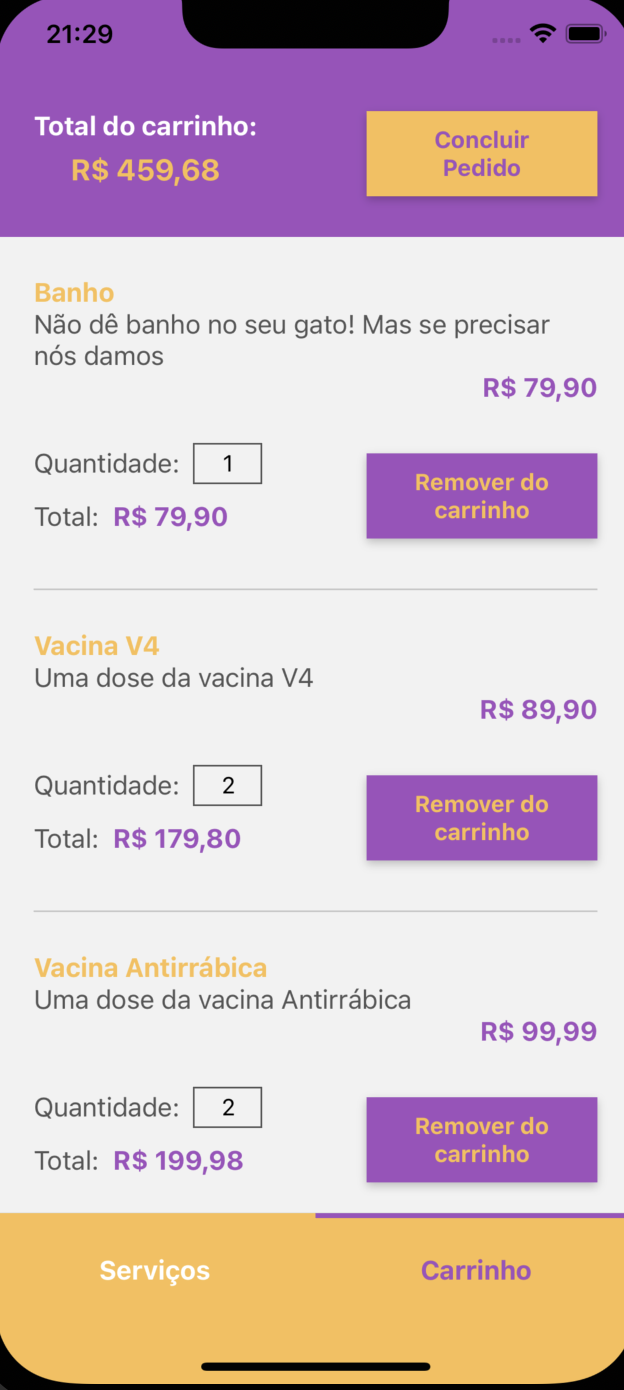 21:29
Total do carrinho:
R$ 459,68
Concluir
Pedido
Banho
Não dê banho no seu gato! Mas se precisar
nós damos
R$ 79,90
Quantidade: 1
Total: R$ 79,90
Remover do
carrinho
Vacina V4
Uma dose da vacina V4
R$ 89,90
Quantidade: 2
Total: R$ 179,80
Remover do
carrinho
Vacina Antirrábica
Uma dose da vacina Antirrábica
R$ 99,99
Quantidade: 2
Total: R$ 199,98
Remover do
carrinho
Serviços
Carrinho